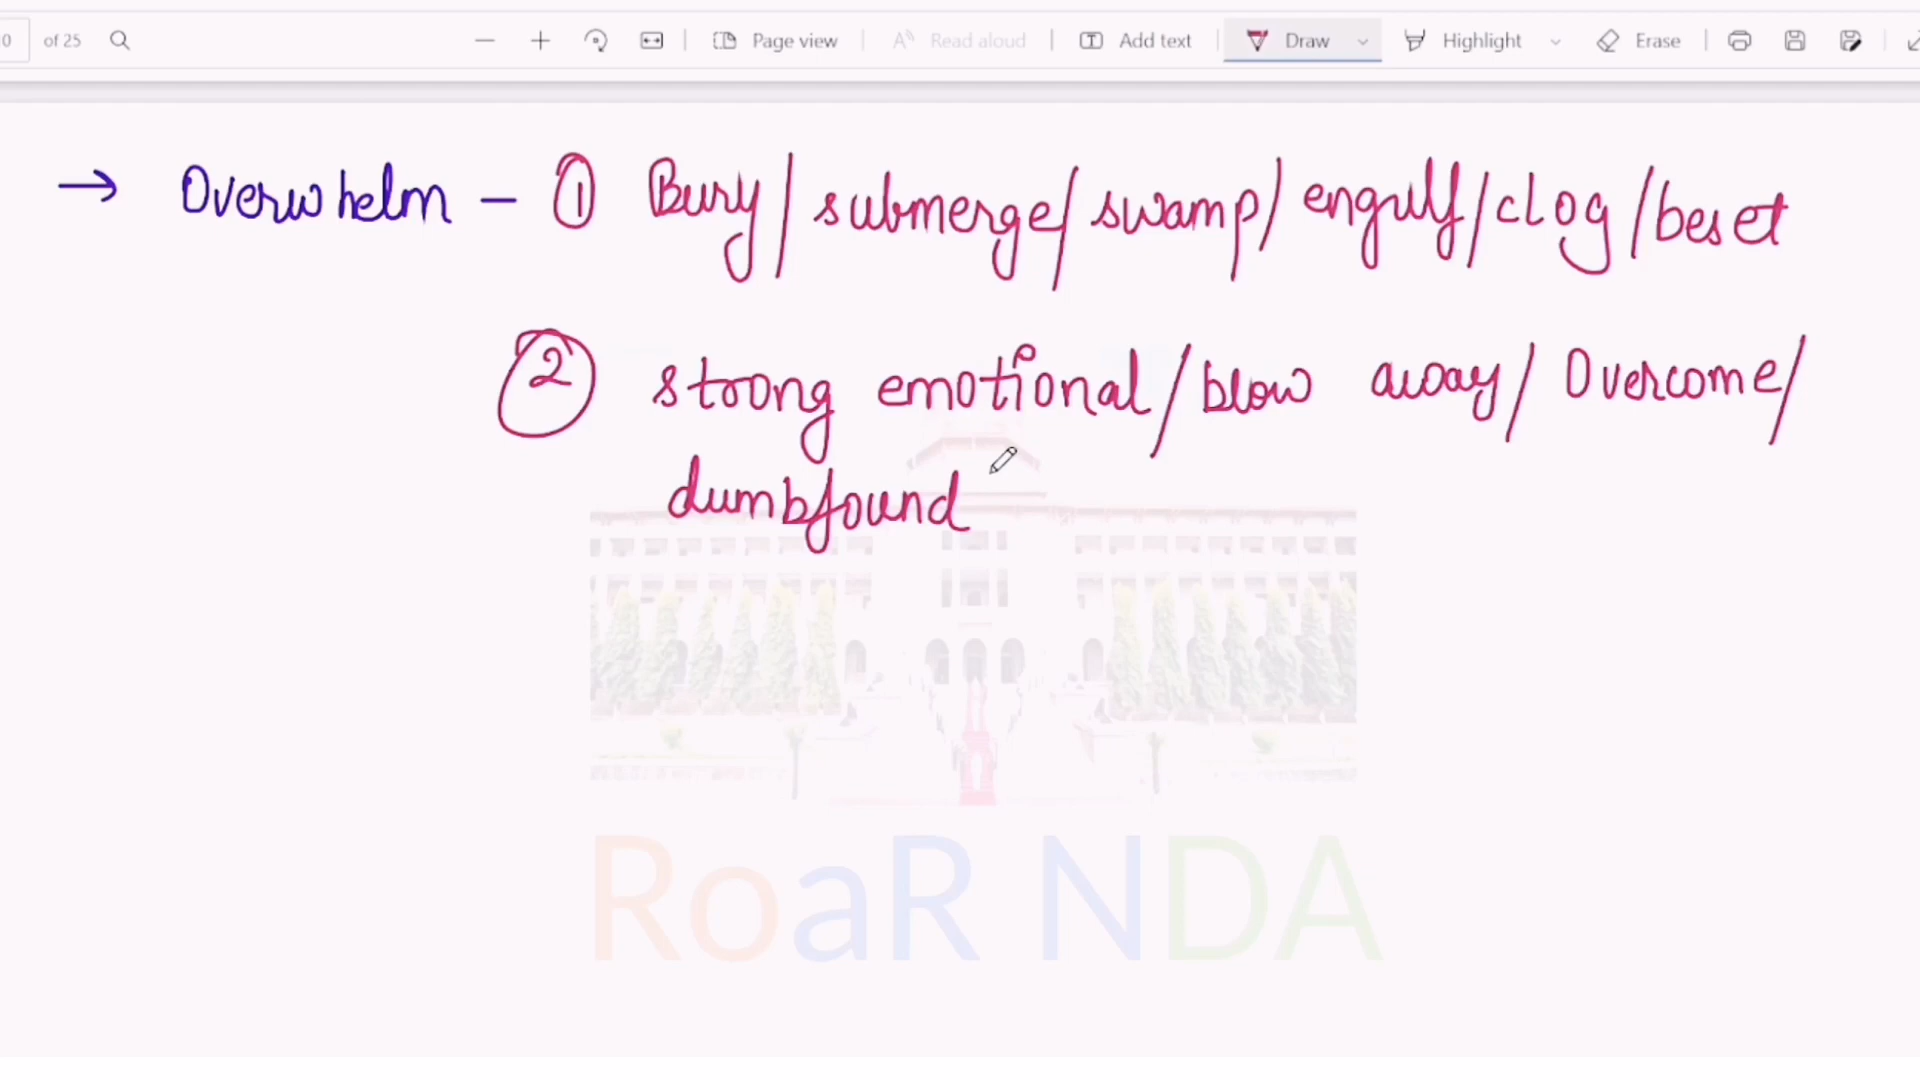 0 of 25 Page view Read aloud Add text Draw Highlight Erase
→ Overwhelm - ① Bury/submerge/swamp/engulf/clog/beset
② strong emotional/blow away/Overcome/
dumbfound
RoaR NDA